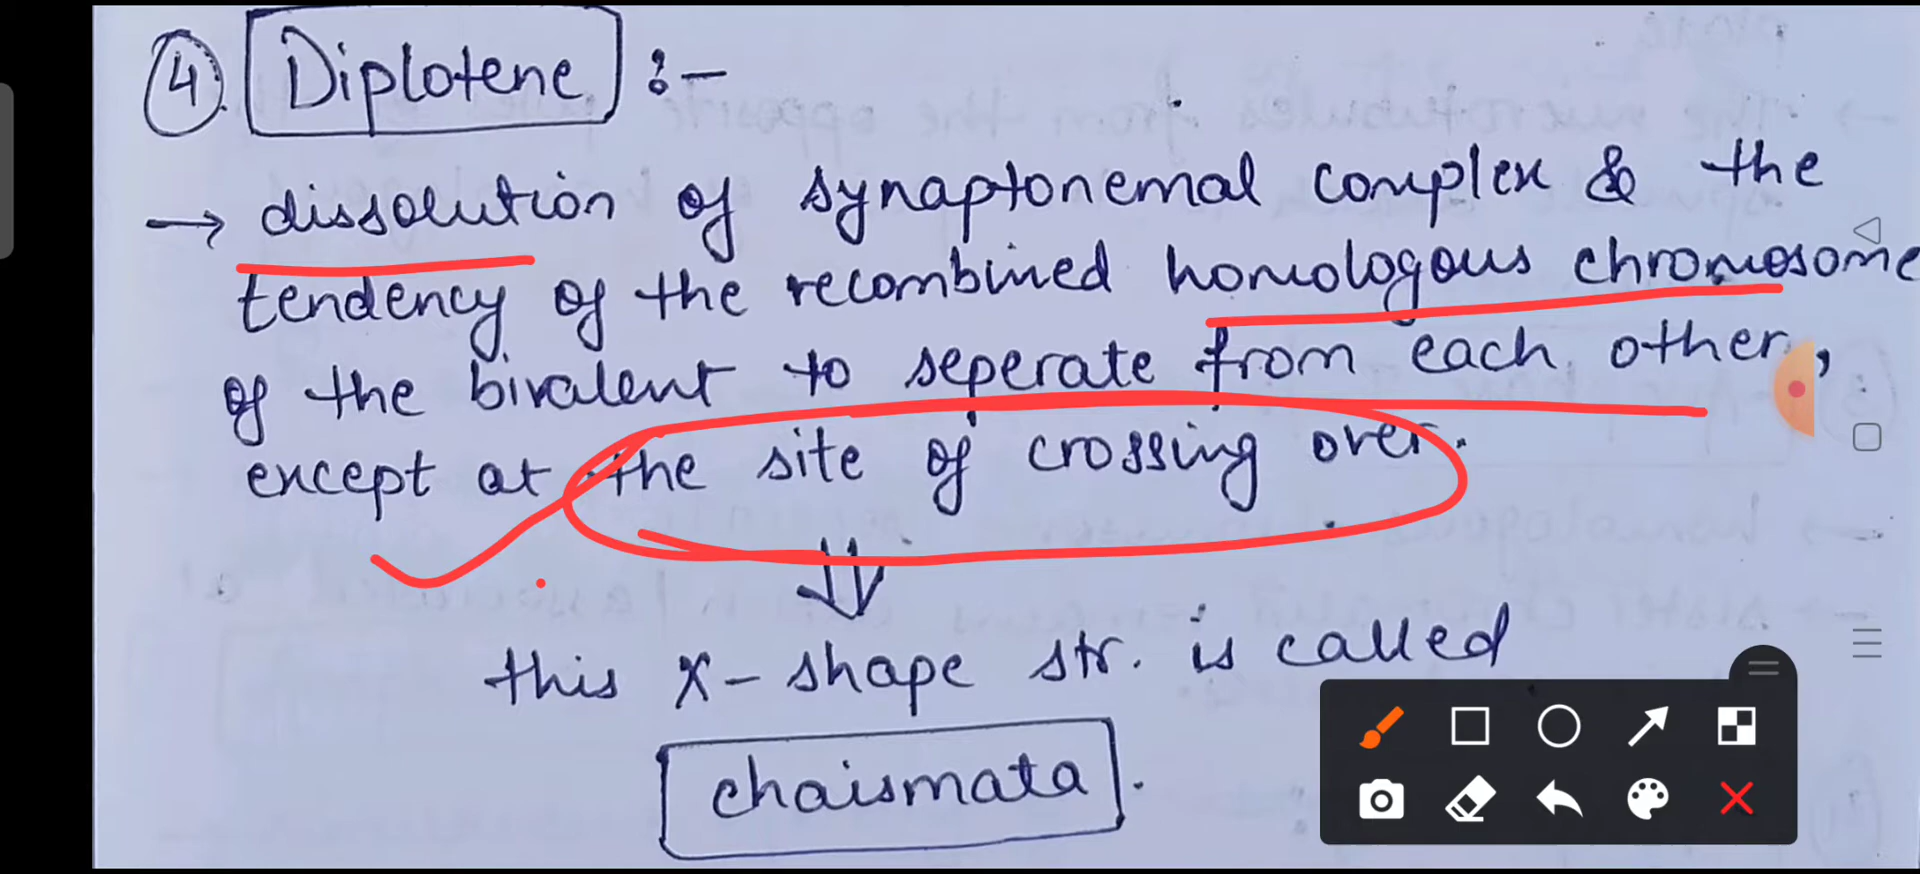 4. Diplotene :-
→ dissolution of synaptonemal complex & the
tendency of the recombined homologous chromosome
of the bivalent to seperate from each other,
except at the site of crossing over.
this X-shape str. is called
chaismata.